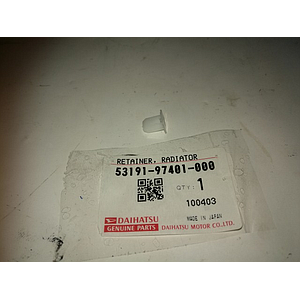 RETAINER, RADIATOR
53191-97401-000
QTY: 1
100403
MADE IN JAPAN
DAIHATSU
GENUINE PARTS
DAIHATSU MOTOR CO.,LTD.